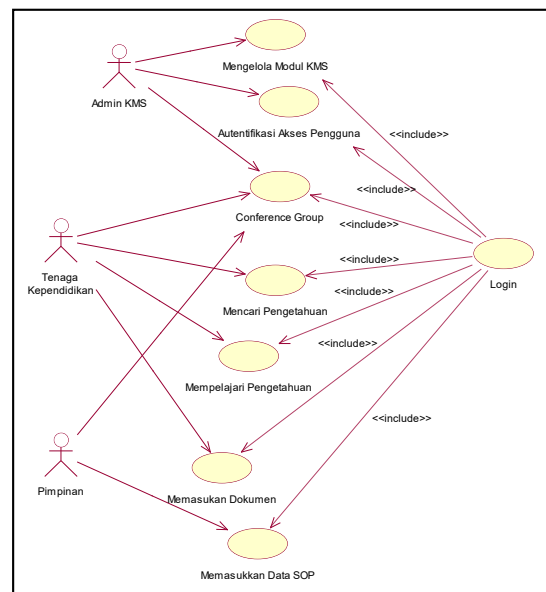 Mengelola Modul KMS
Admin KMS
Autentifikasi Akses Pengguna
<<include>>
<<include>>
Conference Group
<<include>>
Tenaga
Kependidikan
<<include>>
Login
Mencari Pengetahuan
<<include>>
<<include>>
Mempelajari Pengetahuan
<<include>>
Pimpinan
Memasukan Dokumen
Memasukkan Data SOP